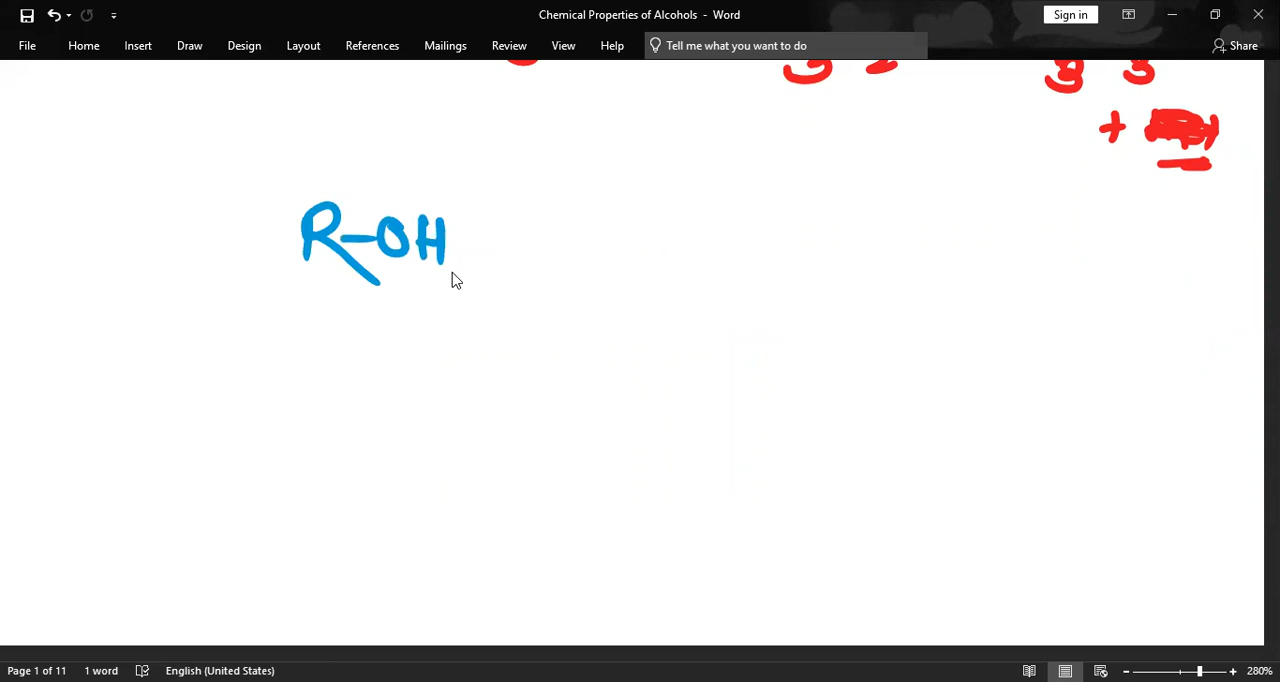 Chemical Properties of Alcohols - Word
Sign in
File Home Insert Draw Design Layout References Mailings Review View Help Tell me what you want to do Share
+
R-OH
Page 1 of 11 1 word English (United States) 280%